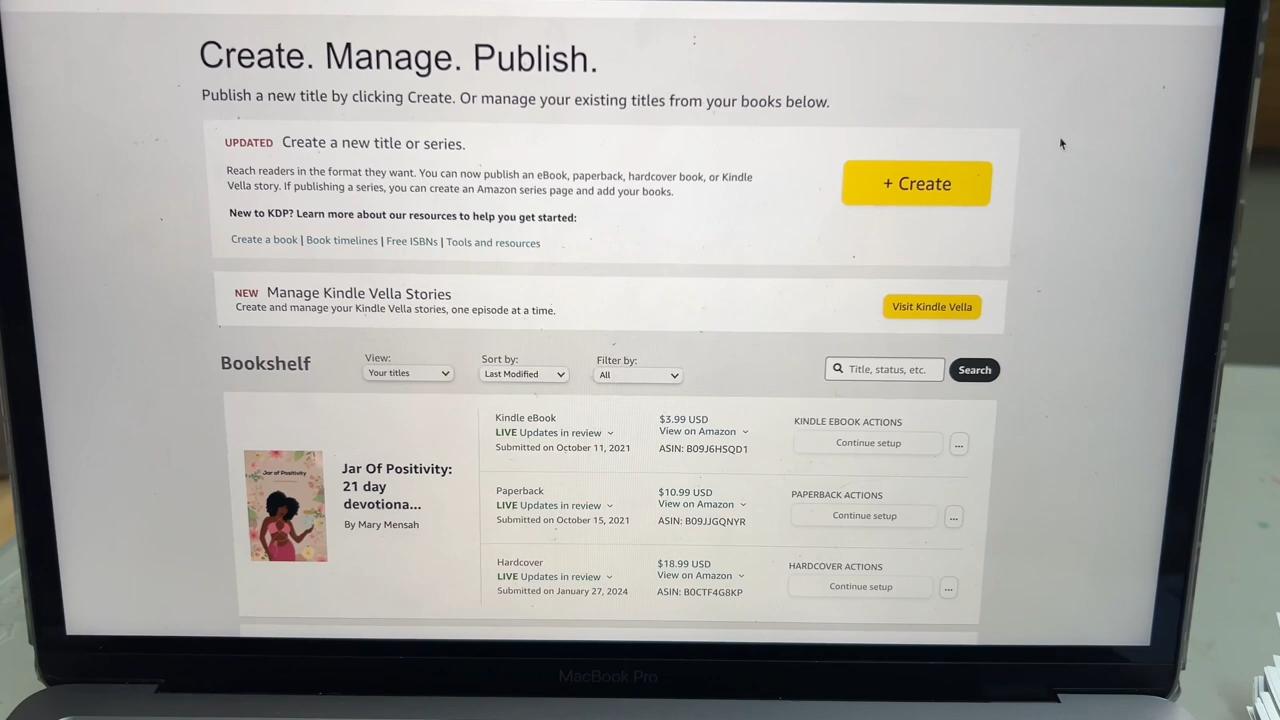 Create. Manage. Publish.
Publish a new title by clicking Create. Or manage your existing titles from your books below.
UPDATED Create a new title or series.
Reach readers in the format they want. You can now publish an eBook, paperback, hardcover book, or Kindle
Vella story. If publishing a series, you can create an Amazon series page and add your books.
+ Create
New to KDP? Learn more about our resources to help you get started:
Create a book | Book timelines | Free ISBNs | Tools and resources
NEW Manage Kindle Vella Stories
Create and manage your Kindle Vella stories, one episode at a time.
Visit Kindle Vella
Bookshelf
View:
Your titles
Sort by:
Last Modified
Filter by:
All
Title, status, etc.
Search
Jar of Positivity
Jar Of Positivity:
21 day
devotiona...
By Mary Mensah
Kindle eBook
LIVE Updates in review
Submitted on October 11, 2021
$3.99 USD
View on Amazon
ASIN: B09J6HSQD1
KINDLE EBOOK ACTIONS
Continue setup
...
Paperback
LIVE Updates in review
Submitted on October 15, 2021
$10.99 USD
View on Amazon
ASIN: B09JJGQNYR
PAPERBACK ACTIONS
Continue setup
...
Hardcover
LIVE Updates in review
Submitted on January 27, 2024
$18.99 USD
View on Amazon
ASIN: B0CTF4G8KP
HARDCOVER ACTIONS
Continue setup
...
MacBook Pro